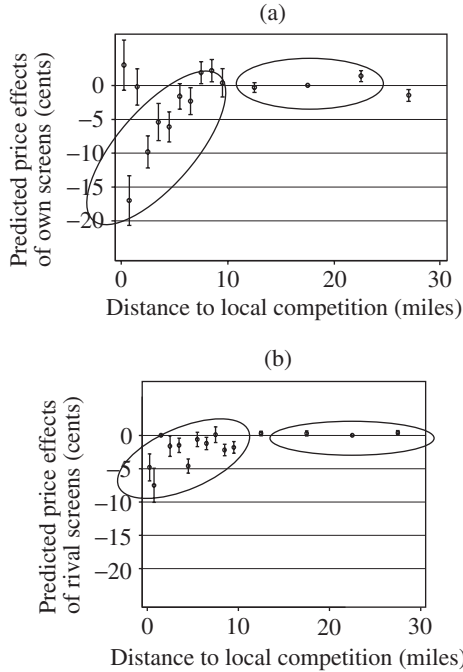 (a)
Predicted price effects
of own screens (cents)
0
−5
−10
−15
−20
0 10 20 30
Distance to local competition (miles)
(b)
Predicted price effects
of rival screens (cents)
0
−5
−10
−15
−20
0 10 20 30
Distance to local competition (miles)